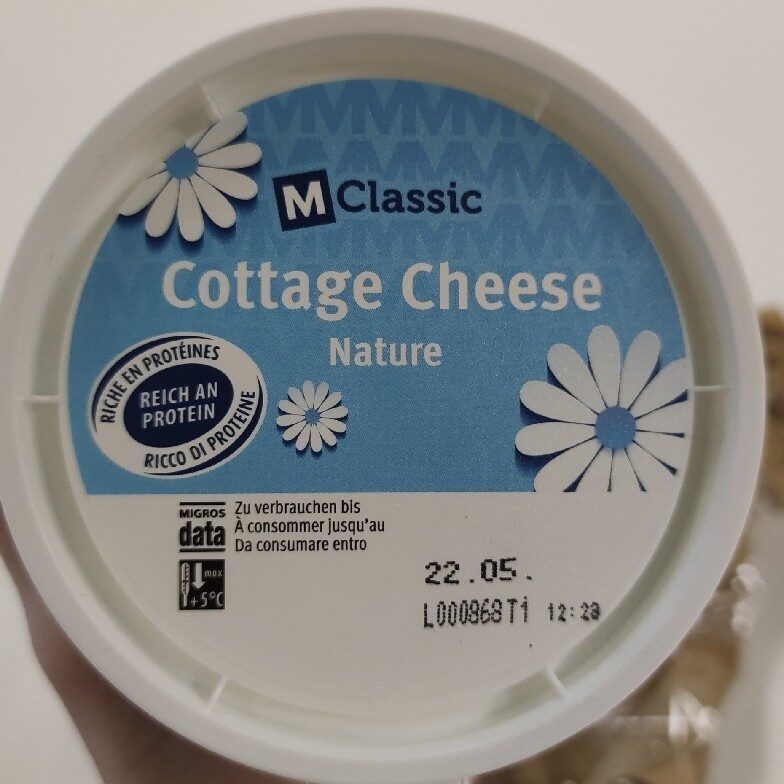 M Classic
Cottage Cheese
Nature
RICHE EN PROTÉINES
REICH AN
PROTEIN
RICCO DI PROTEINE
MIGROS
data
Zu verbrauchen bis
À consommer jusqu'au
Da consumare entro
max
+5°C
22.05.
L000868T1 12:28